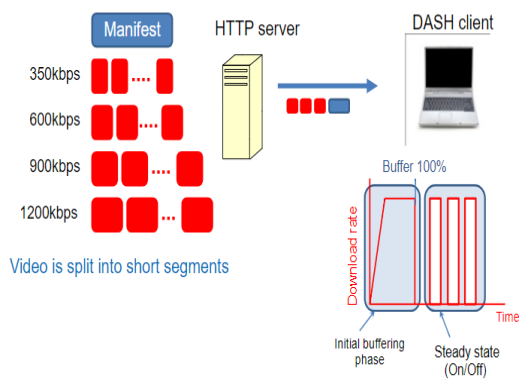 Manifest
HTTP server
DASH client
350kbps
600kbps
900kbps
1200kbps
Video is split into short segments
Buffer 100%
Download rate
Time
Initial buffering
phase
Steady state
(On/Off)